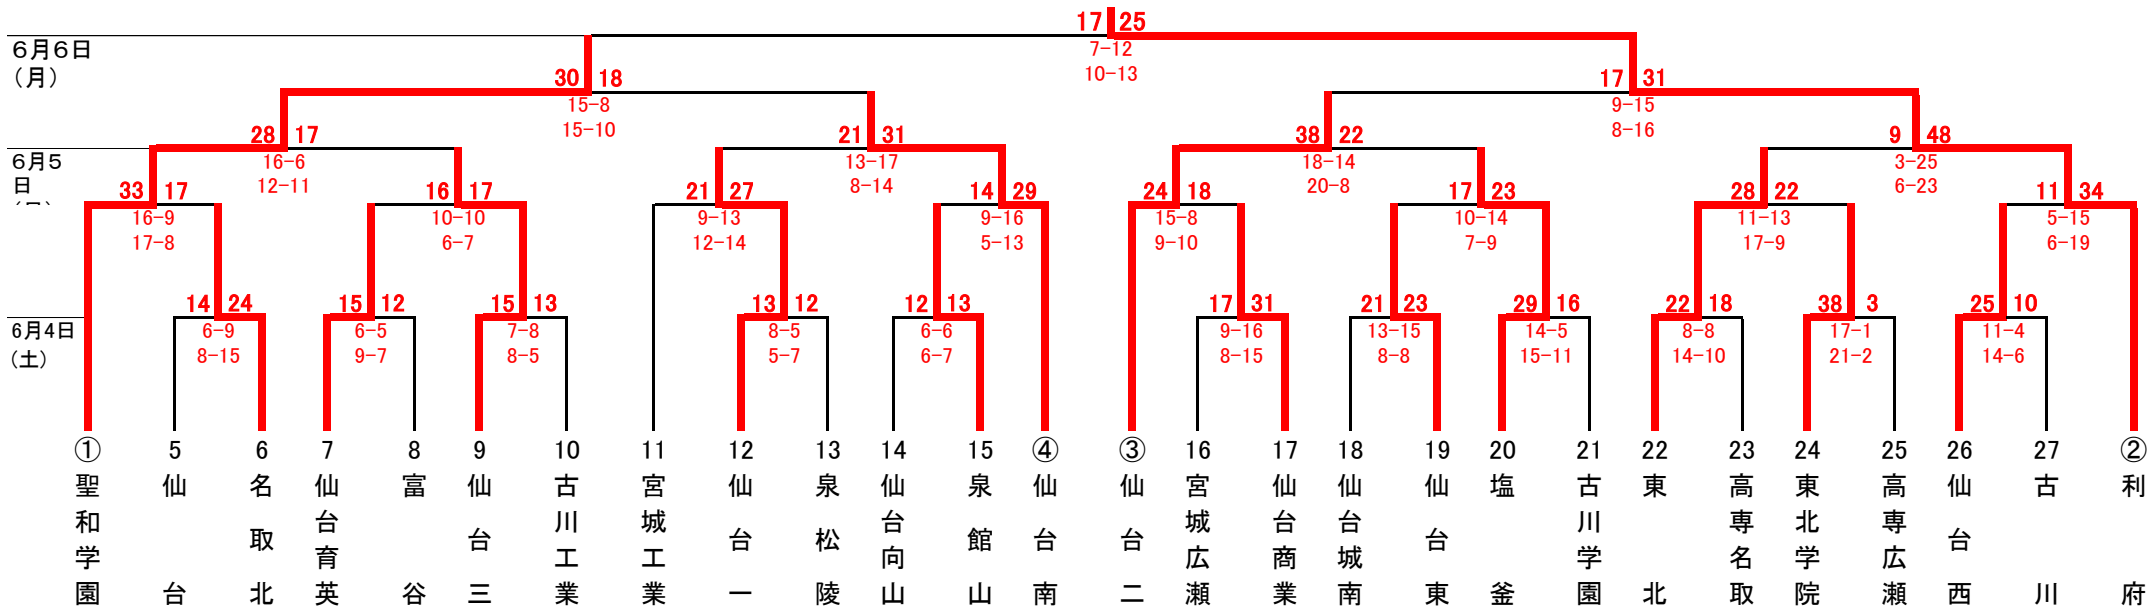 17 25
6月6日
(月)
7-12
10-13
30 18
17 31
15-8
15-10
9-15
8-16
28 17
21 31
38 22
9 48
6月5
日
16-6
12-11
13-17
8-14
18-14
20-8
3-25
6-23
33 17
16 17
21 27
14 29
24 18
17 23
28 22
11 34
16-9
17-8
10-10
6-7
9-13
12-14
9-16
5-13
15-8
9-10
10-14
7-9
11-13
17-9
5-15
6-19
14 24
15 12
15 13
13 12
12 13
17 31
21 23
29 16
22 18
38 3
25 10
6月4日
(土)
6-9
8-15
6-5
9-7
7-8
8-5
8-5
5-7
6-6
6-7
9-16
8-15
13-15
8-8
14-5
15-11
8-8
14-10
17-1
21-2
11-4
14-6
① 聖和学園
5 仙台
6 名取北
7 仙台育英
8 富谷
9 仙台三
10 古川工業
11 宮城工業
12 仙台一
13 泉松陵
14 仙台向山
15 泉館山
④ 仙台南
③ 仙台二
16 宮城広瀬
17 仙台商業
18 仙台城南
19 仙台東
20 塩釜
21 古川学園
22 東北
23 高専名取
24 東北学院
25 高専広瀬
26 仙台西
27 古川
② 利府